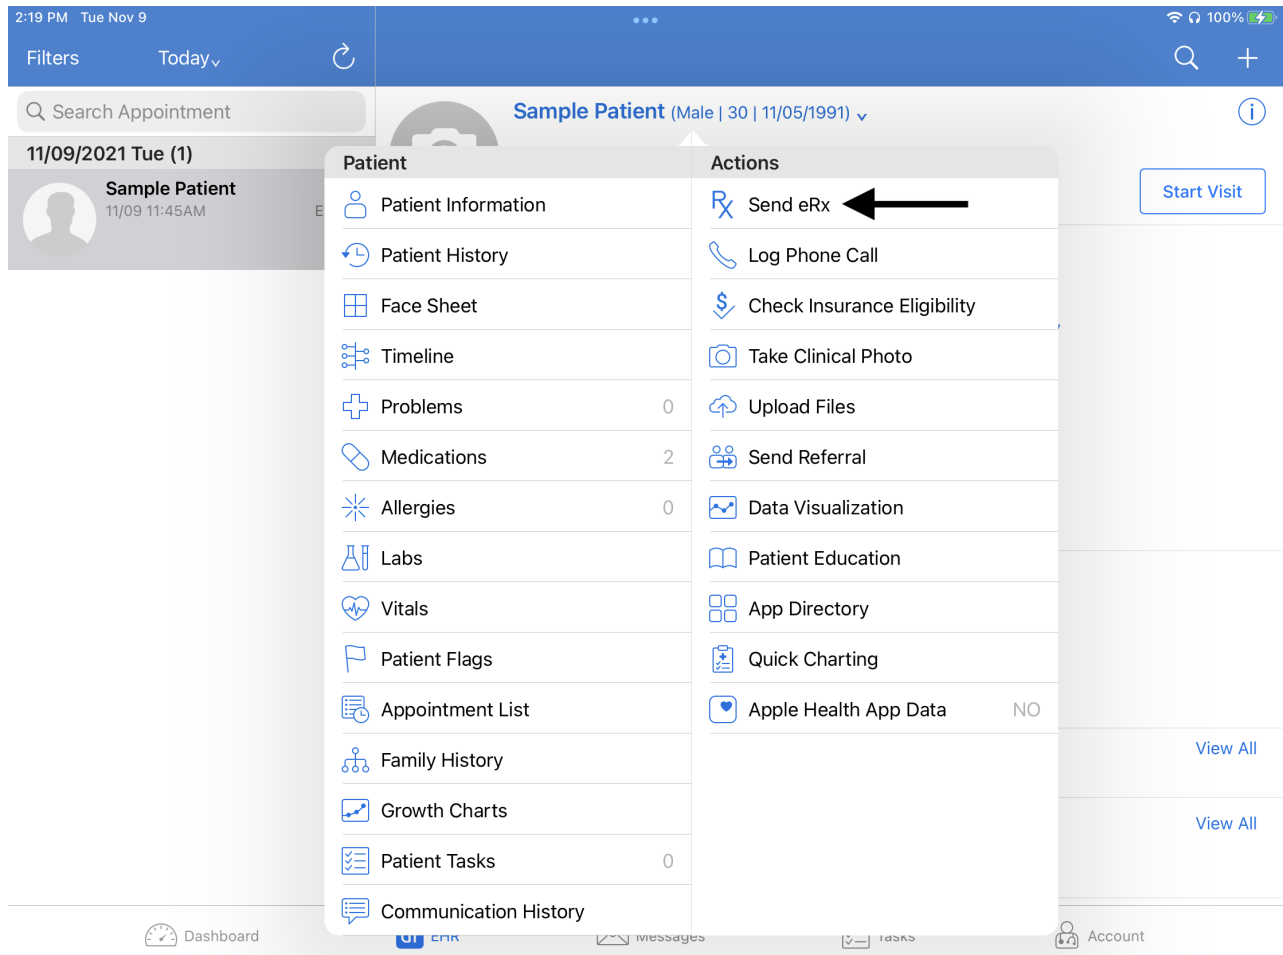 2:19 PM Tue Nov 9
100%
Filters
Today
Search Appointment
Sample Patient (Male | 30 | 11/05/1991)
11/09/2021 Tue (1)
Sample Patient
11/09 11:45AM
E
Start Visit
Patient
Patient Information
Patient History
Face Sheet
Timeline
Problems 0
Medications 2
Allergies 0
Labs
Vitals
Patient Flags
Appointment List
Family History
Growth Charts
Patient Tasks 0
Communication History
Actions
Send eRx
Log Phone Call
Check Insurance Eligibility
Take Clinical Photo
Upload Files
Send Referral
Data Visualization
Patient Education
App Directory
Quick Charting
Apple Health App Data NO
View All
View All
Dashboard
EHR
Messages
Tasks
Account